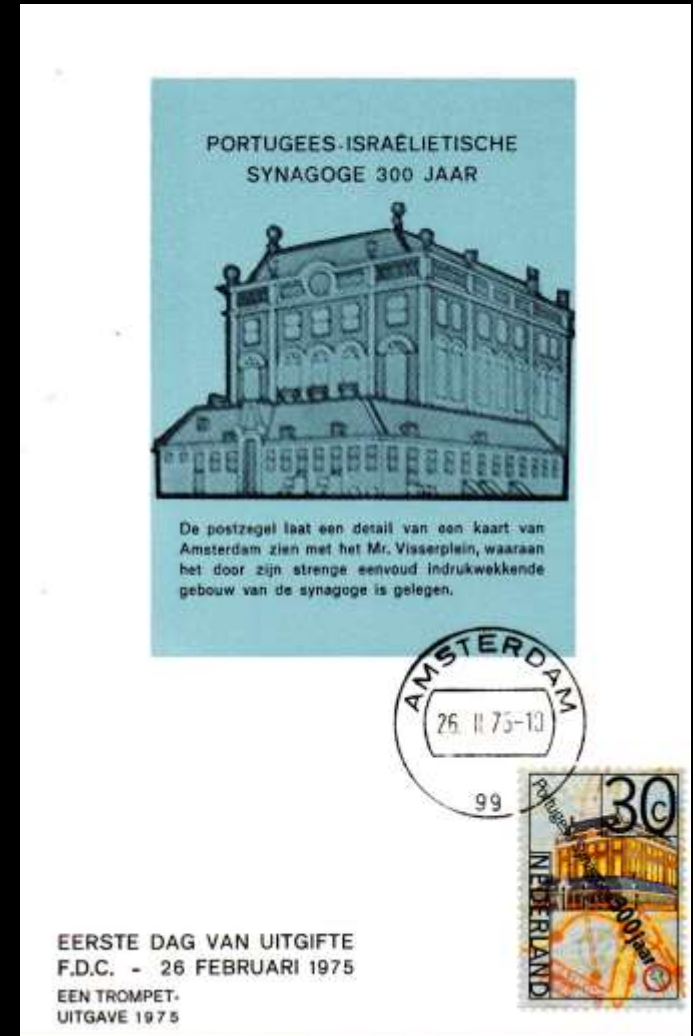 PORTUGEES-ISRAËLIETISCHE
SYNAGOGE 300 JAAR
De postzegel laat een detail van een kaart van
Amsterdam zien met het Mr. Visserplein, waaraan
het door zijn strenge eenvoud indrukwekkende
gebouw van de synagoge is gelegen.
AMSTERDAM
26. II 75-10
99
30c
Portugese synagoge 300 jaar
NEDERLAND
EERSTE DAG VAN UITGIFTE
F.D.C. - 26 FEBRUARI 1975
EEN TROMPET-
UITGAVE 1975